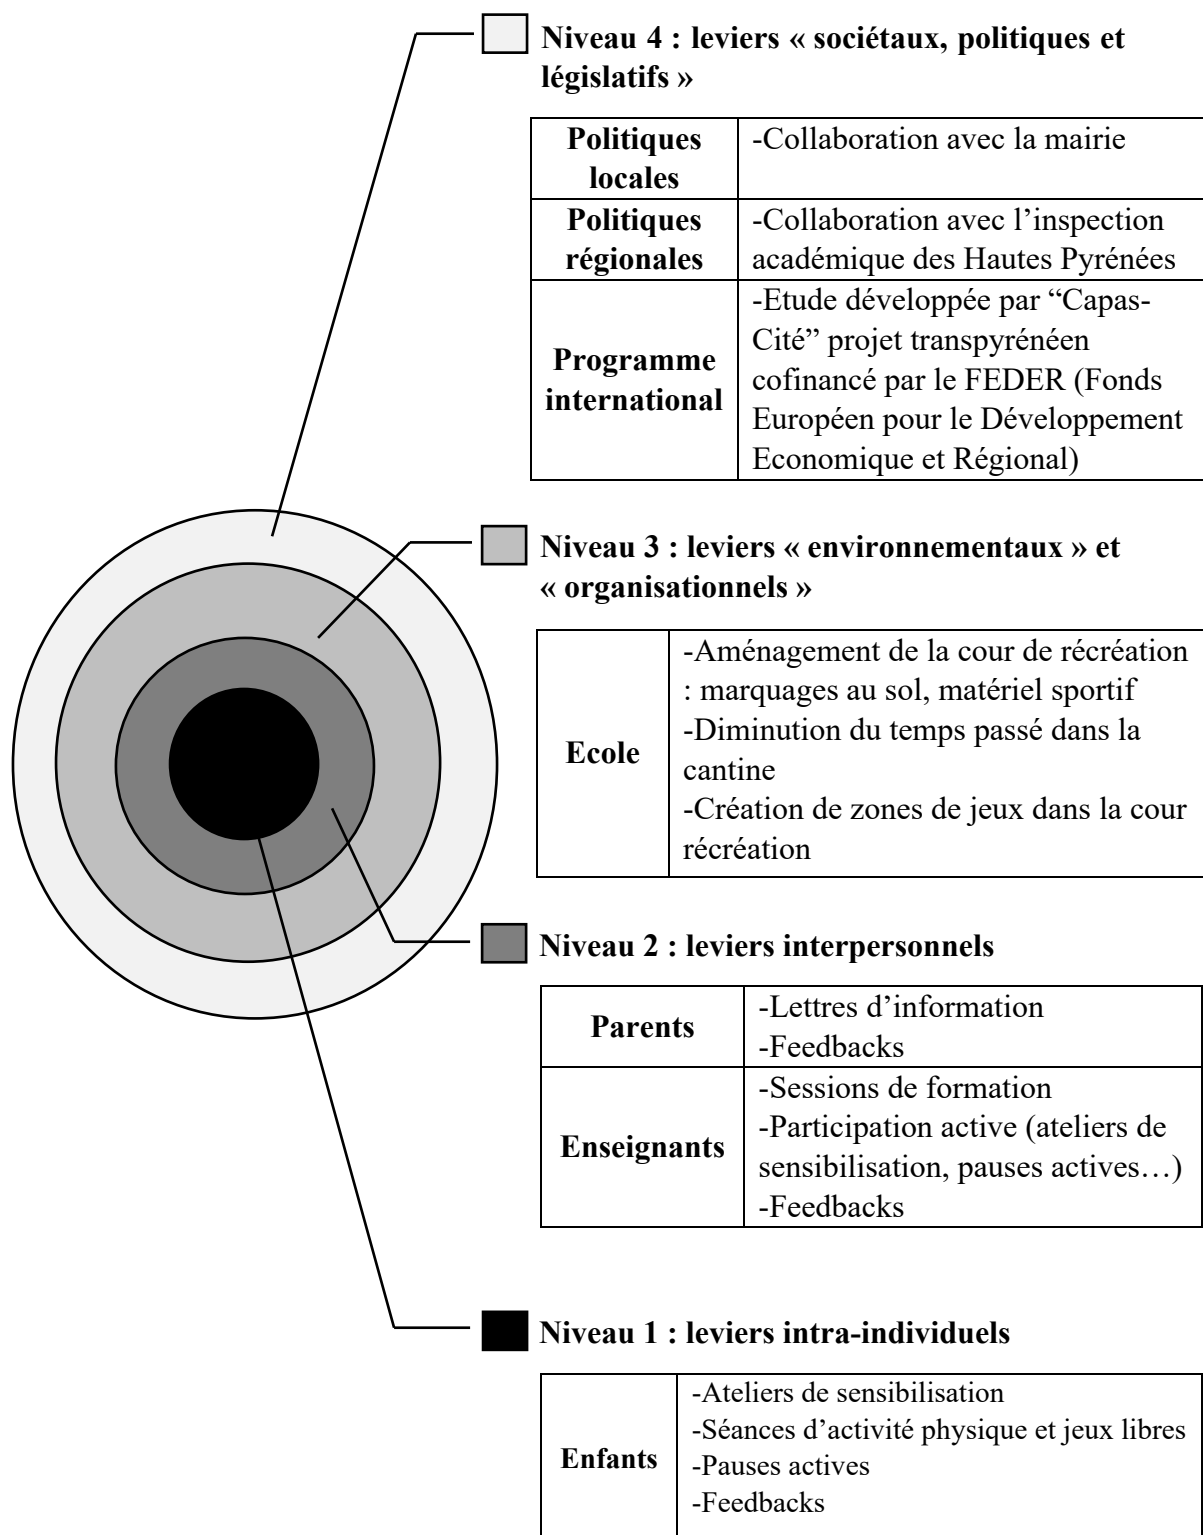 Niveau 4 : leviers « sociétaux, politiques et
législatifs »
Politiques
locales
-Collaboration avec la mairie
Politiques
régionales
-Collaboration avec l’inspection
académique des Hautes Pyrénées
Programme
international
-Etude développée par “Capas-
Cité” projet transpyrénéen
cofinancé par le FEDER (Fonds
Européen pour le Développement
Economique et Régional)
Niveau 3 : leviers « environnementaux » et
« organisationnels »
Ecole
-Aménagement de la cour de récréation
: marquages au sol, matériel sportif
-Diminution du temps passé dans la
cantine
-Création de zones de jeux dans la cour
récréation
Niveau 2 : leviers interpersonnels
Parents
-Lettres d’information
-Feedbacks
Enseignants
-Sessions de formation
-Participation active (ateliers de
sensibilisation, pauses actives…)
-Feedbacks
Niveau 1 : leviers intra-individuels
Enfants
-Ateliers de sensibilisation
-Séances d’activité physique et jeux libres
-Pauses actives
-Feedbacks